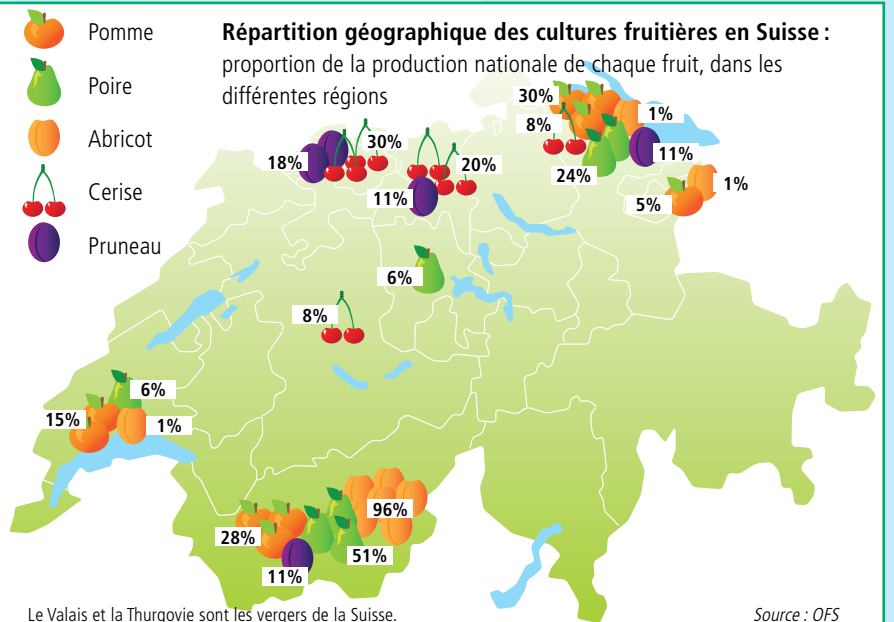 Pomme
Poire
Abricot
Cerise
Pruneau
Répartition géographique des cultures fruitières en Suisse :
proportion de la production nationale de chaque fruit, dans les
différentes régions
30%
1%
8%
11%
24%
1%
5%
18%
30%
20%
11%
6%
8%
6%
15%
1%
96%
28%
51%
11%
Le Valais et la Thurgovie sont les vergers de la Suisse.
Source : OFS